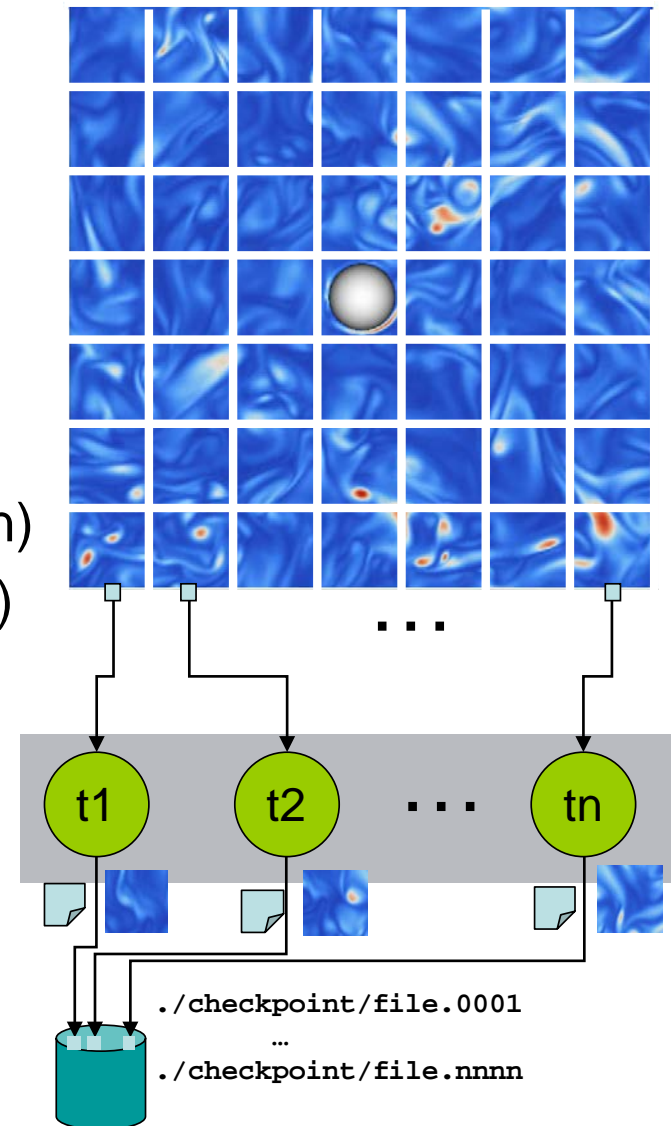 n)
)
...
t1 t2 ... tn
./checkpoint/file.0001
…
./checkpoint/file.nnnn